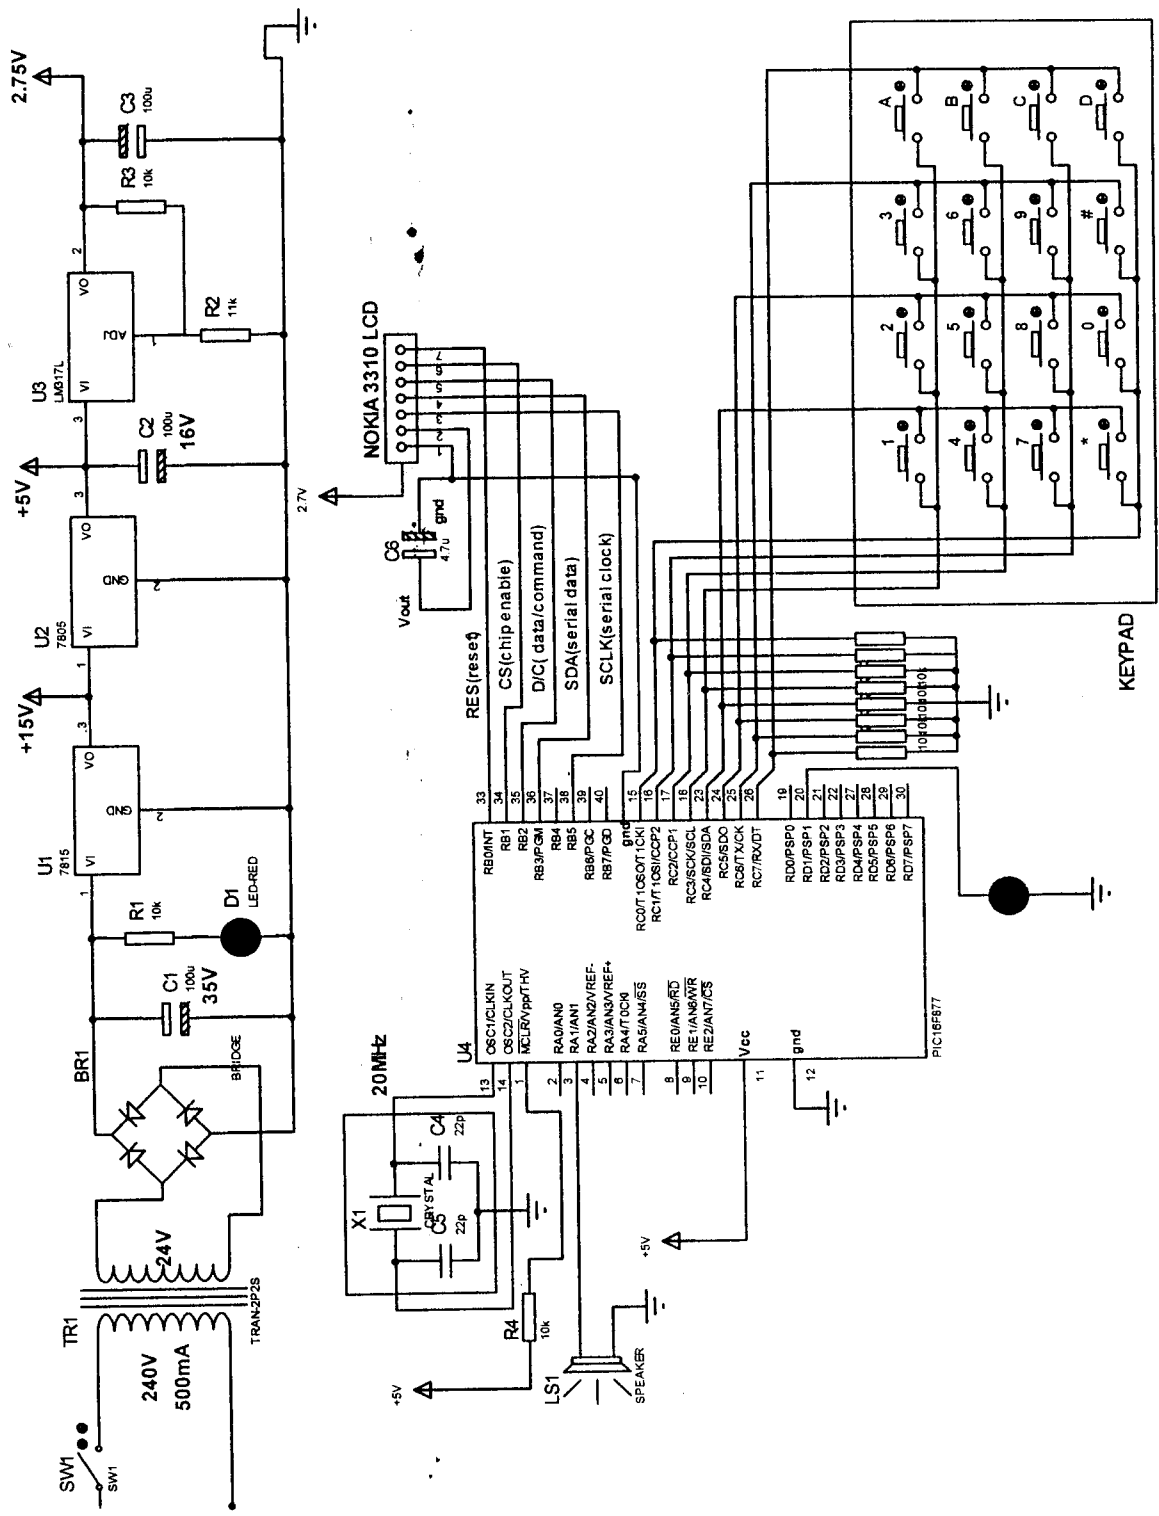 SW1
SW1
TR1
240V
500mA
24V
TRAN-2P2S
BR1
BRIDGE
C1
100u
35V
R1
10k
D1
LED-RED
U1
7815
VI
VO
GND
1
3
2
+15V
U2
7805
VI
VO
GND
1
3
2
+5V
C2
100u
16V
U3
LM317L
VI
VO
ADJ
3
2
1
R2
11k
R3
10k
C3
100u
2.75V
2.7V
NOKIA 3310 LCD
1
2
3
4
5
6
7
C6
4.7u
gnd
Vout
RES(reset)
CS(chip enable)
D/C( data/command)
SDA(serial data)
SCLK(serial clock)
20MHz
X1
CRYSTAL
C4
22p
C5
22p
R4
10k
+5V
LS1
SPEAKER
+5V
U4
PIC16F877
13 OSC1/CLKIN
14 OSC2/CLKOUT
1 MCLR/Vpp/THV
2 RA0/AN0
3 RA1/AN1
4 RA2/AN2/VREF-
5 RA3/AN3/VREF+
6 RA4/T0CKI
7 RA5/AN4/SS
8 RE0/AN5/RD
9 RE1/AN6/WR
10 RE2/AN7/CS
11 Vcc
12 gnd
RB0/INT 33
RB1 34
RB2 35
RB3/PGM 36
RB4 37
RB5 38
RB6/PGC 39
RB7/PGD 40
gnd
RC0/T1OSO/T1CKI 15
RC1/T1OSI/CCP2 16
RC2/CCP1 17
RC3/SCK/SCL 18
RC4/SDI/SDA 23
RC5/SDO 24
RC6/TX/CK 25
RC7/RX/DT 26
RD0/PSP0 19
RD1/PSP1 20
RD2/PSP2 21
RD3/PSP3 22
RD4/PSP4 27
RD5/PSP5 28
RD6/PSP6 29
RD7/PSP7 30
KEYPAD
1 2 3 A
4 5 6 B
7 8 9 C
* 0 # D